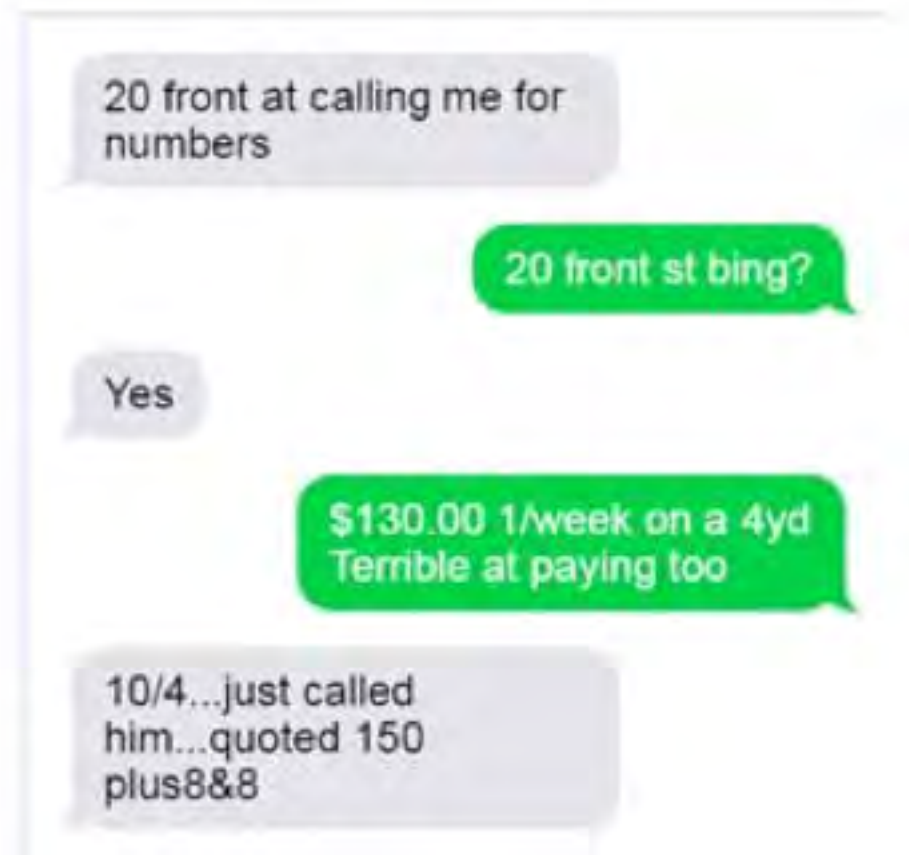 20 front at calling me for
numbers
20 front st bing?
Yes
$130.00 1/week on a 4yd
Terrible at paying too
10/4...just called
him...quoted 150
plus8&8